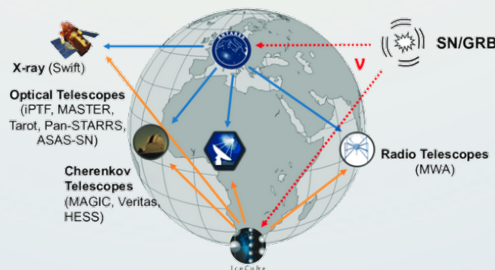 SN/GRB
ν
X-ray (Swift)
Optical Telescopes
(iPTF, MASTER,
Tarot, Pan-STARRS,
ASAS-SN)
Cherenkov
Telescopes
(MAGIC, Veritas,
HESS)
Radio Telescopes
(MWA)
IceCube